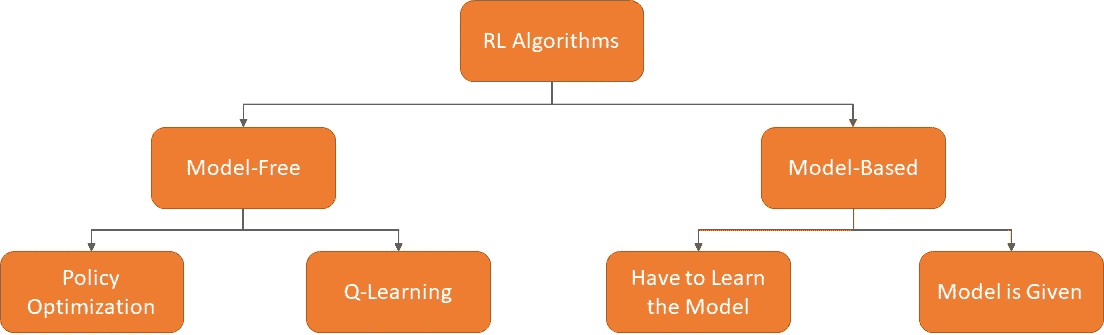 RL Algorithms
Model-Free
Model-Based
Policy
Optimization
Q-Learning
Have to Learn
the Model
Model is Given